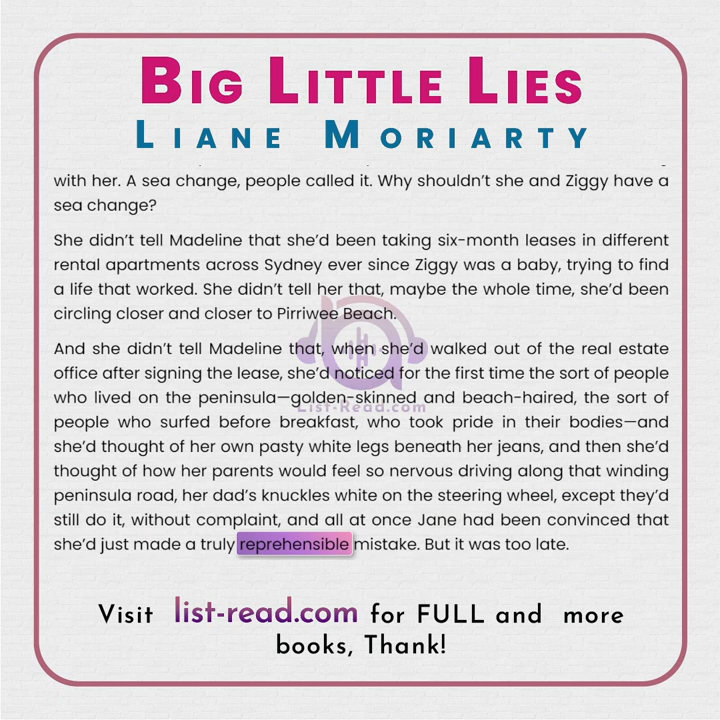 BIG LITTLE LIES
LIANE MORIARTY
with her. A sea change, people called it. Why shouldn’t she and Ziggy have a
sea change?
She didn’t tell Madeline that she’d been taking six-month leases in different
rental apartments across Sydney ever since Ziggy was a baby, trying to find
a life that worked. She didn’t tell her that, maybe the whole time, she’d been
circling closer and closer to Pirriwee Beach.
And she didn’t tell Madeline that, when she’d walked out of the real estate
office after signing the lease, she’d noticed for the first time the sort of people
who lived on the peninsula—golden-skinned and beach-haired, the sort of
List-Read.com
people who surfed before breakfast, who took pride in their bodies—and
she’d thought of her own pasty white legs beneath her jeans, and then she’d
thought of how her parents would feel so nervous driving along that winding
peninsula road, her dad’s knuckles white on the steering wheel, except they’d
still do it, without complaint, and all at once Jane had been convinced that
she’d just made a truly reprehensible mistake. But it was too late.
Visit list-read.com for FULL and more
books, Thank!